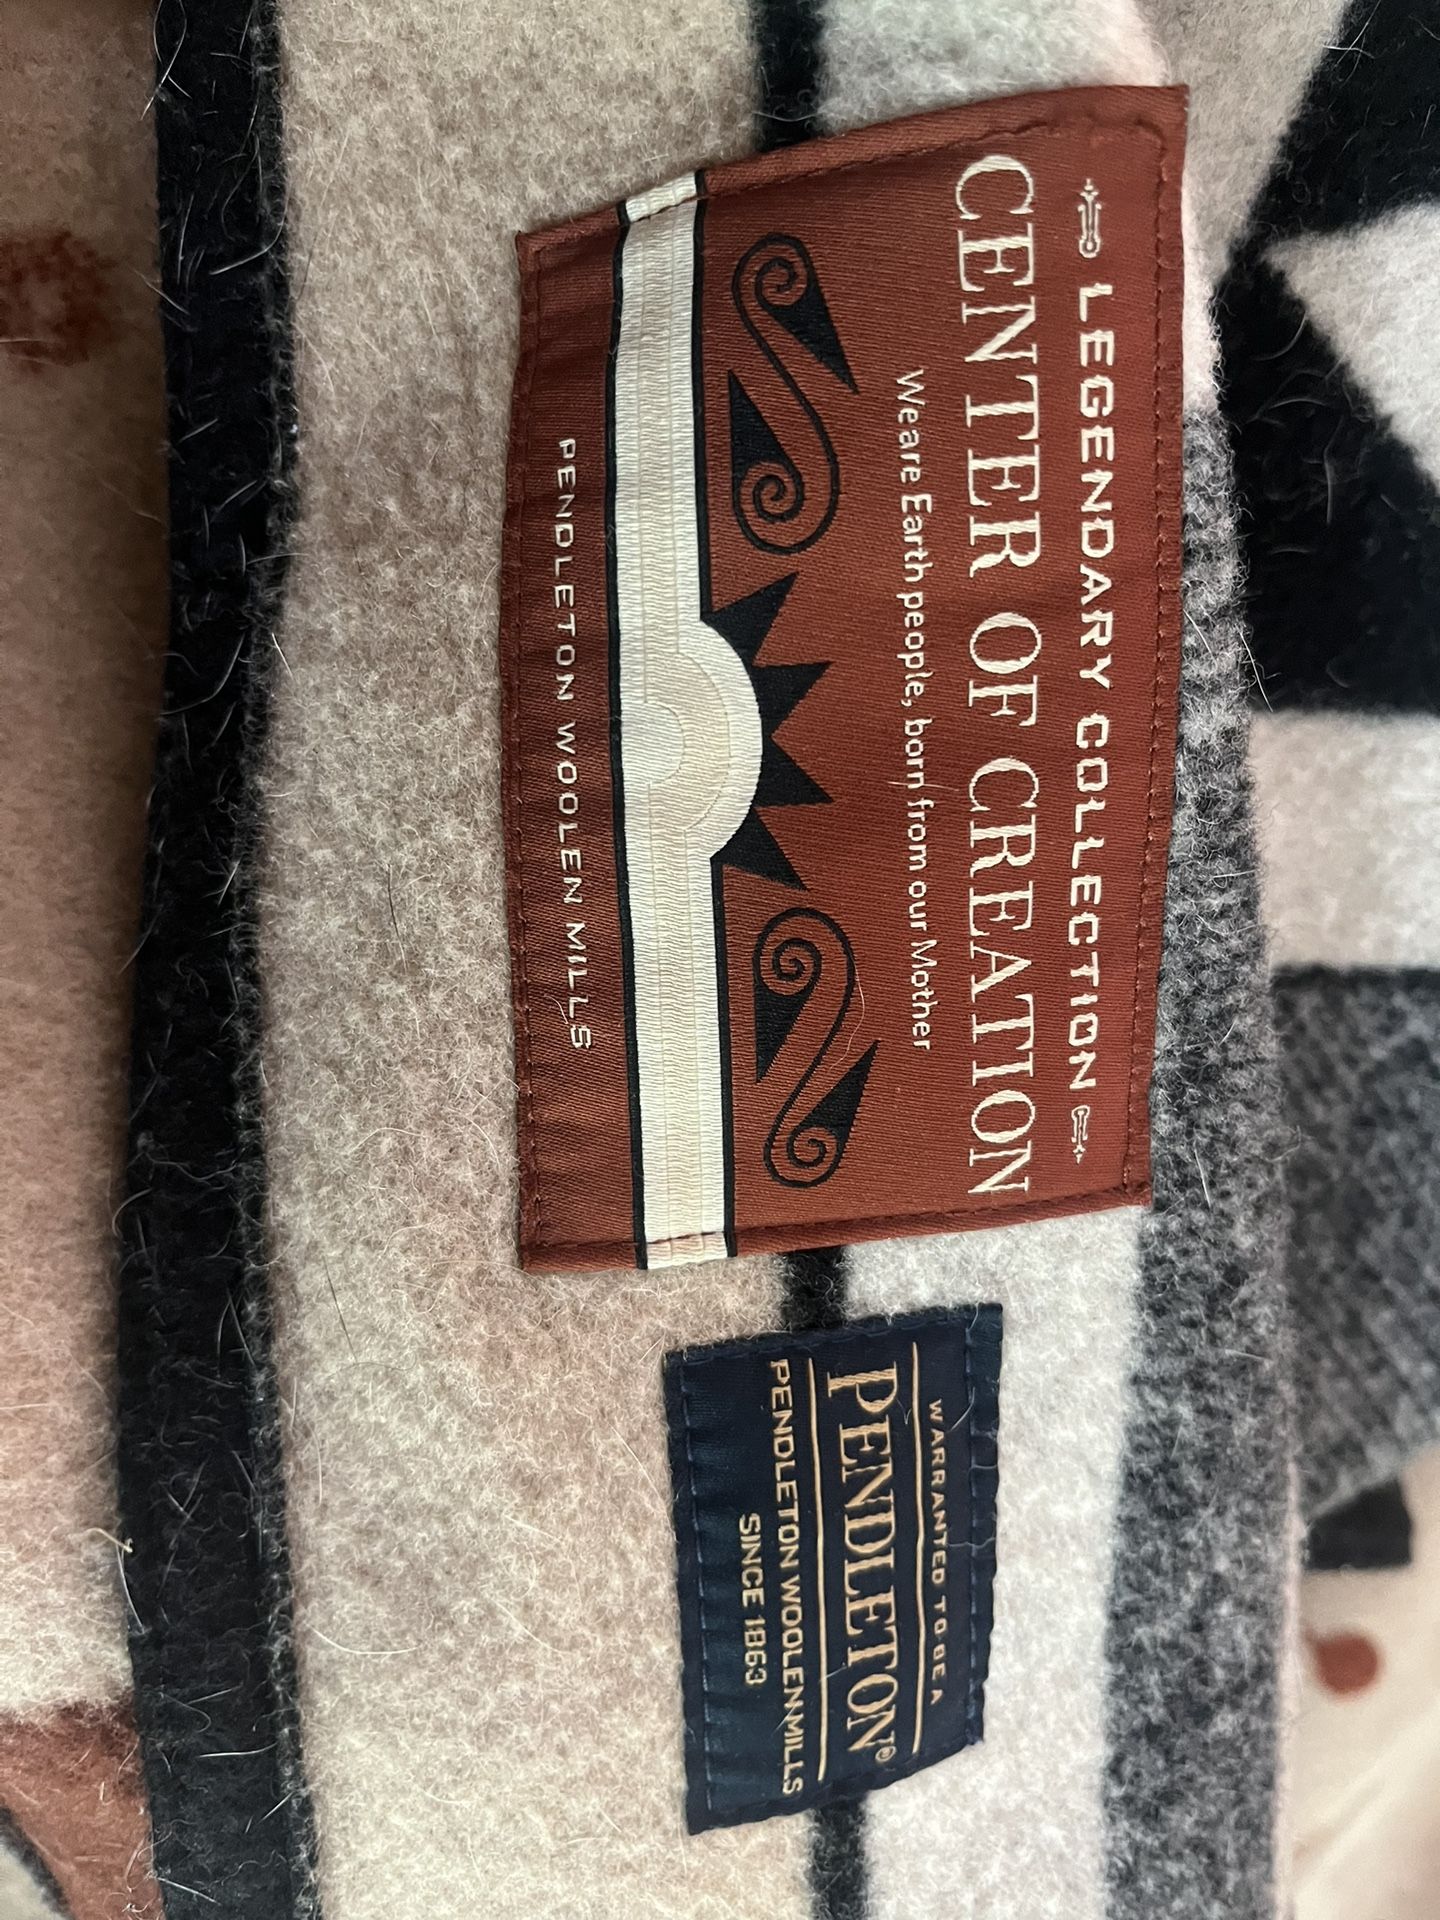 LEGENDARY COLLECTION
CENTER OF CREATION
We are Earth people, born from our Mother
PENDLETON WOOLEN MILLS
WARRANTED TO BE A
PENDLETON®
PENDLETON WOOLEN MILLS
SINCE 1863